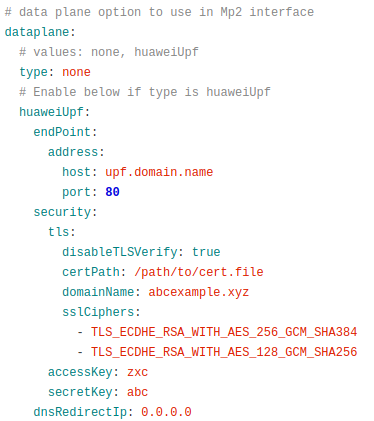 # data plane option to use in Mp2 interface
dataplane:
  # values: none, huaweiUpf
  type: none
  # Enable below if type is huaweiUpf
  huaweiUpf:
    endPoint:
      address:
        host: upf.domain.name
        port: 80
    security:
      tls:
        disableTLSVerify: true
        certPath: /path/to/cert.file
        domainName: abcexample.xyz
        sslCiphers:
          - TLS_ECDHE_RSA_WITH_AES_256_GCM_SHA384
          - TLS_ECDHE_RSA_WITH_AES_128_GCM_SHA256
      accessKey: zxc
      secretKey: abc
    dnsRedirectIp: 0.0.0.0